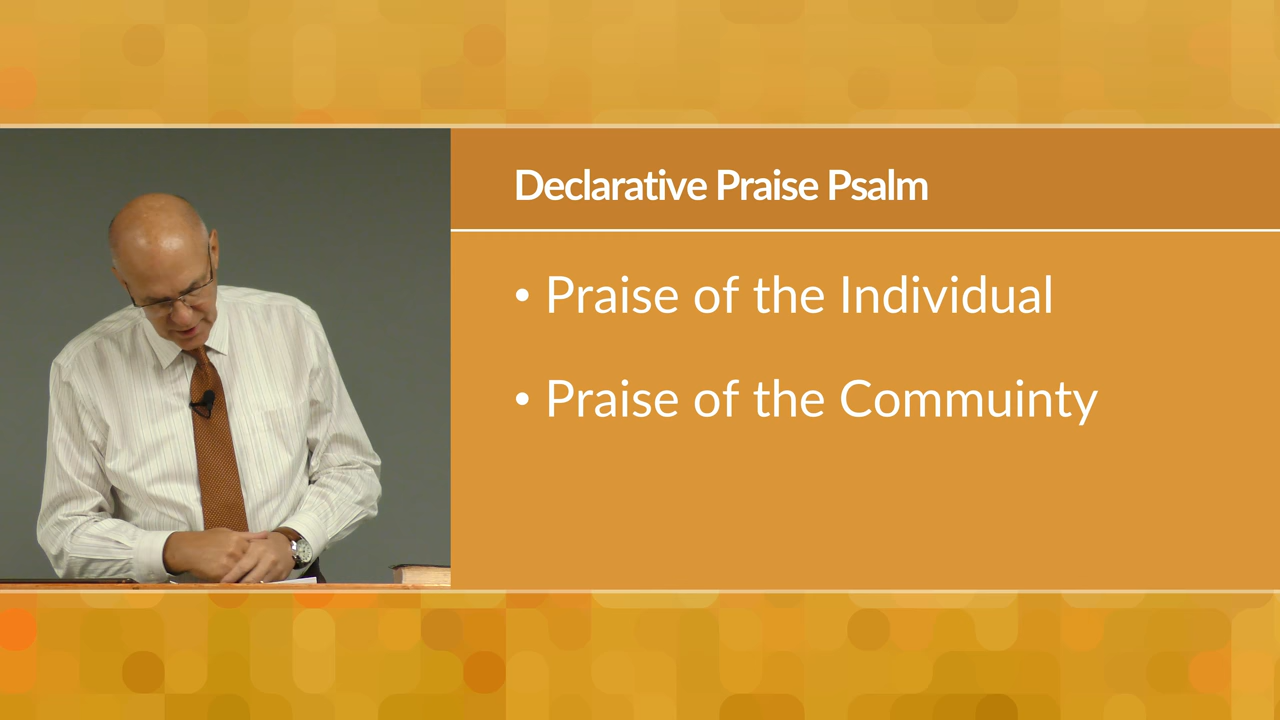 Declarative Praise Psalm
• Praise of the Individual
• Praise of the Commuinty